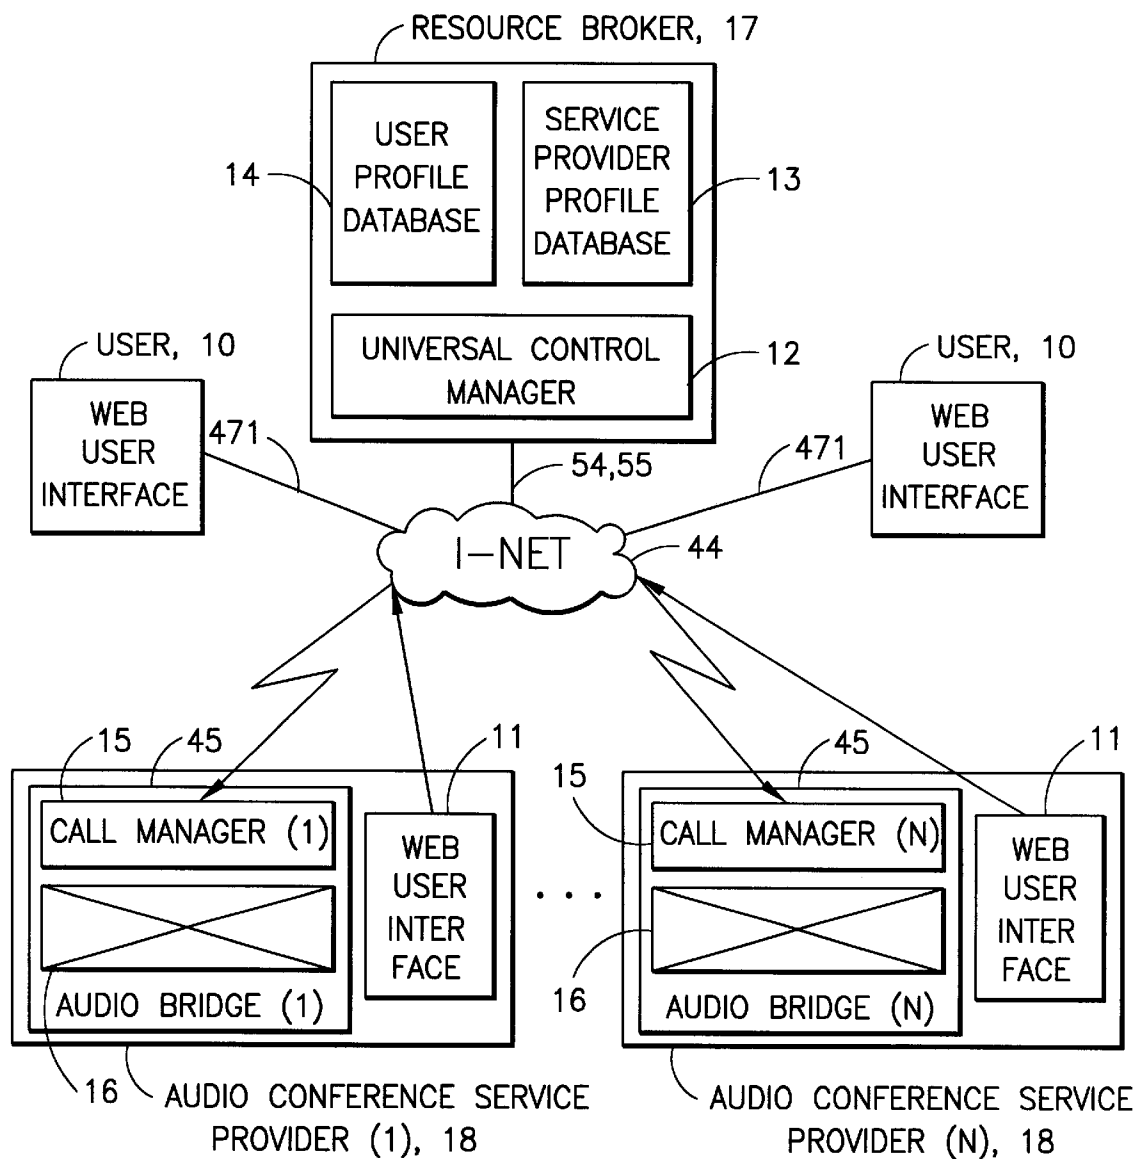 RESOURCE BROKER, 17
USER
PROFILE
DATABASE
SERVICE
PROVIDER
PROFILE
DATABASE
14
13
UNIVERSAL CONTROL
MANAGER
12
USER, 10
WEB
USER
INTERFACE
471
54,55
471
USER, 10
WEB
USER
INTERFACE
I-NET
44
15
45
11
CALL MANAGER (1)
WEB
USER
INTER
FACE
AUDIO BRIDGE (1)
16
AUDIO CONFERENCE SERVICE
PROVIDER (1), 18
. . .
15
45
11
CALL MANAGER (N)
WEB
USER
INTER
FACE
16
AUDIO BRIDGE (N)
AUDIO CONFERENCE SERVICE
PROVIDER (N), 18